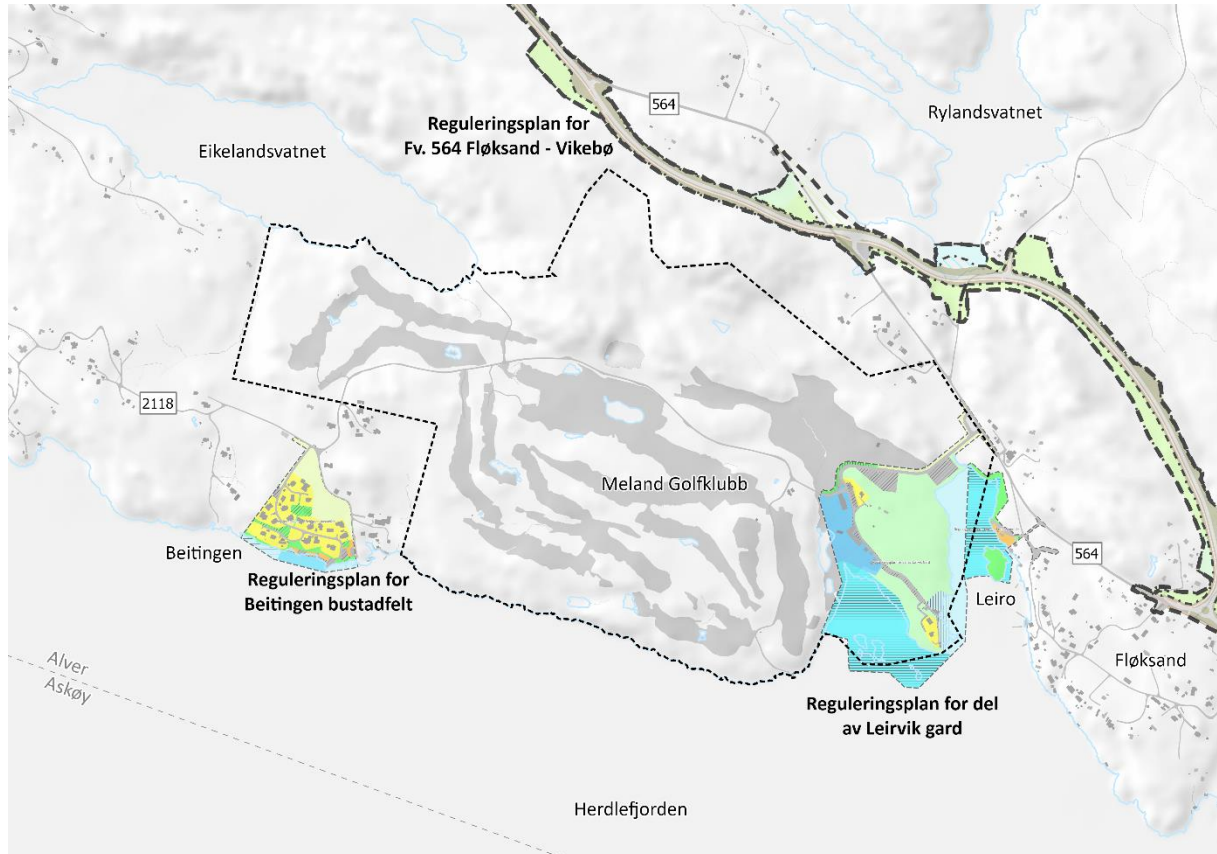 564
Rylandsvatnet
Reguleringsplan for
Fv. 564 Fløksand - Vikebø
Eikelandsvatnet
2118
Meland Golfklubb
Beitingen
Reguleringsplan for
Beitingen bustadfelt
564
Leiro
Fløksand
Alver
Askøy
Reguleringsplan for del
av Leirvik gard
Herdlefjorden